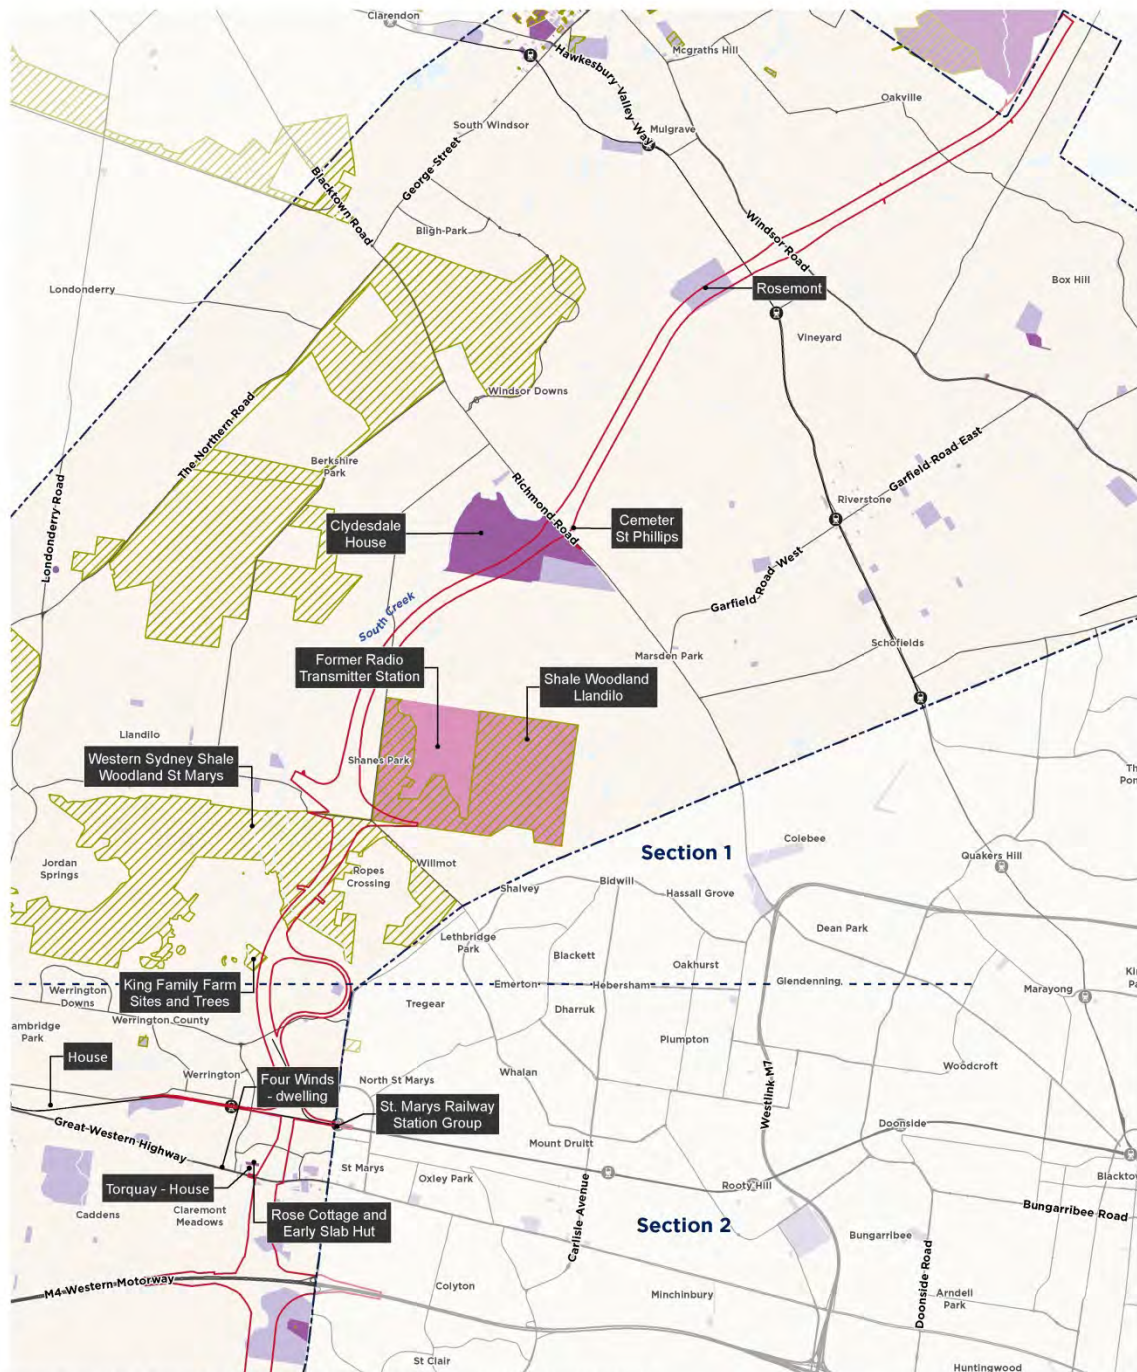 Clarendon
Hawkesbury Valley Way
Mcgraths Hill
Oakville
South Windsor
Mulgrave
George Street
Blacktown Road
Bligh Park
Windsor Road
Londonderry
Rosemont
Box Hill
Vineyard
Windsor Downs
The Northern Road
Garfield Road East
Berkshire
Park
Richmond Road
Riverstone
Londonderry Road
Clydesdale
House
Cemeter
St Phillips
Garfield Road West
South Creek
Schofields
Marsden Park
Former Radio
Transmitter Station
Shale Woodland
Llandilo
Llandilo
Western Sydney Shale
Woodland St Marys
Shanes Park
Th
Pon
Colebee
Section 1
Quakers Hill
Jordan
Springs
Willmot
Ropes
Crossing
Shalvey
Bidwill
Hassall Grove
Dean Park
Lethbridge
Park
Blackett
Oakhurst
Glendenning
King Family Farm
Sites and Trees
Werrington
Downs
Emerton
Hebersham
Marayong
Ki
Pa
Tregear
Dharruk
Werrington County
ambridge
Park
Plumpton
House
Werrington
Four Winds
- dwelling
North St Marys
Whalan
Woodcroft
Westlink M7
St. Marys Railway
Station Group
Great Western Highway
Mount Druitt
Doonside
Blacktow
St Marys
Oxley Park
Rooty Hill
Torquay - House
Caddens
Claremont
Meadows
Rose Cottage and
Early Slab Hut
Carlisle Avenue
Section 2
Bungarribee Road
Bungarribee
Doonside Road
M4 Western Motorway
Colyton
Minchinbury
Arndell
Park
St Clair
Huntingwood